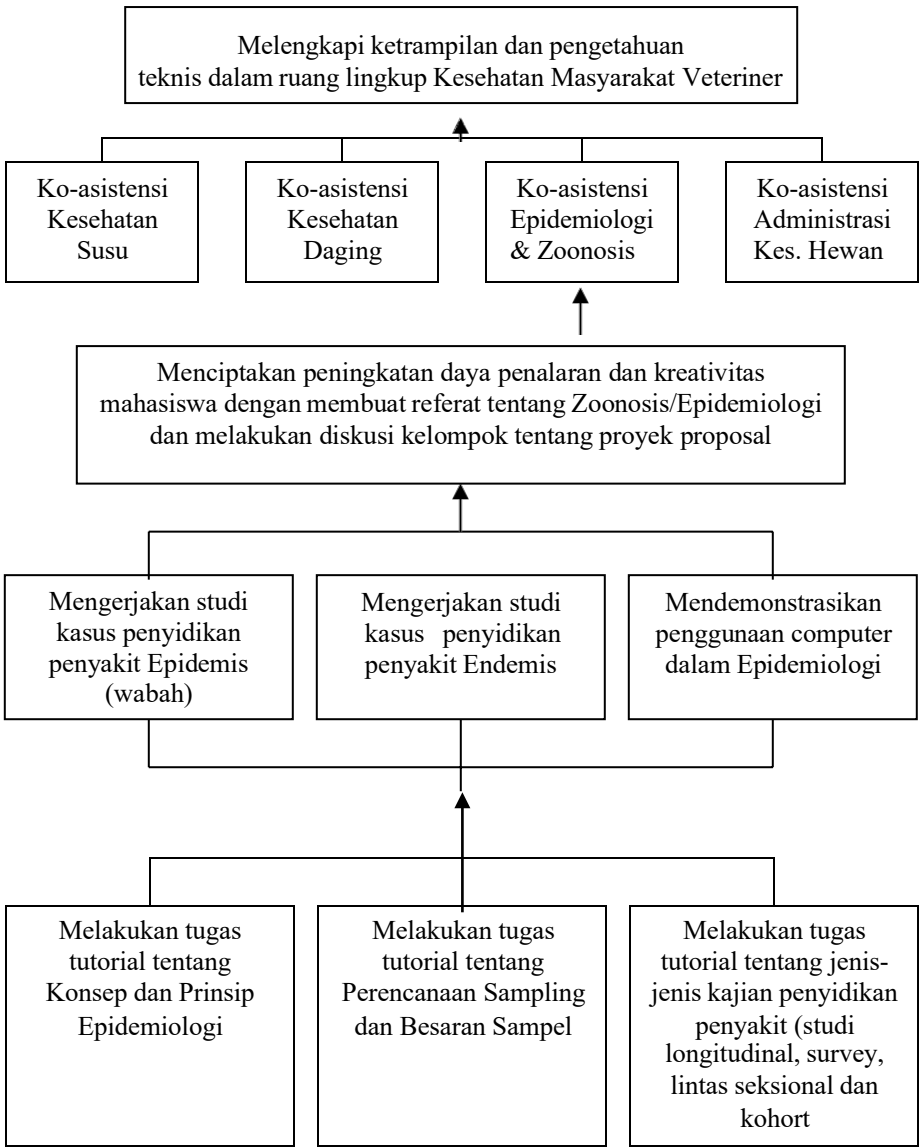 Melengkapi ketrampilan dan pengetahuan
teknis dalam ruang lingkup Kesehatan Masyarakat Veteriner
Ko-asistensi
Kesehatan
Susu
Ko-asistensi
Kesehatan
Daging
Ko-asistensi
Epidemiologi
& Zoonosis
Ko-asistensi
Administrasi
Kes. Hewan
Menciptakan peningkatan daya penalaran dan kreativitas
mahasiswa dengan membuat referat tentang Zoonosis/Epidemiologi
dan melakukan diskusi kelompok tentang proyek proposal
Mengerjakan studi
kasus penyidikan
penyakit Epidemis
(wabah)
Mengerjakan studi
kasus penyidikan
penyakit Endemis
Mendemonstrasikan
penggunaan computer
dalam Epidemiologi
Melakukan tugas
tutorial tentang
Konsep dan Prinsip
Epidemiologi
Melakukan tugas
tutorial tentang
Perencanaan Sampling
dan Besaran Sampel
Melakukan tugas
tutorial tentang jenis-
jenis kajian penyidikan
penyakit (studi
longitudinal, survey,
lintas seksional dan
kohort